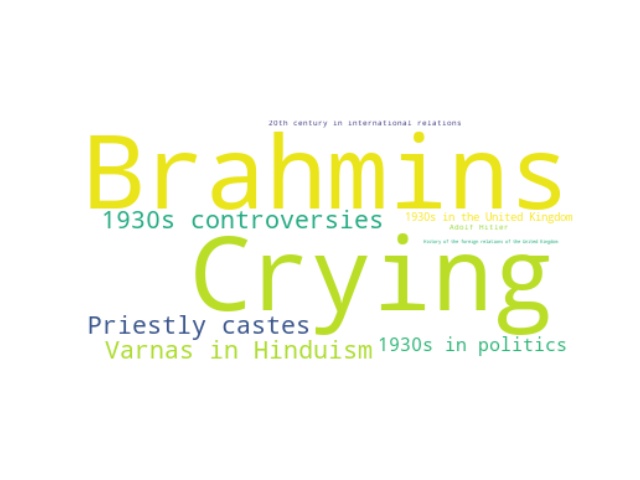 20th century in international relations
Brahmins
1930s controversies
1930s in the United Kingdom
Adolf Hitler
History of the foreign relations of the United Kingdom
Crying
Priestly castes
Varnas in Hinduism
1930s in politics